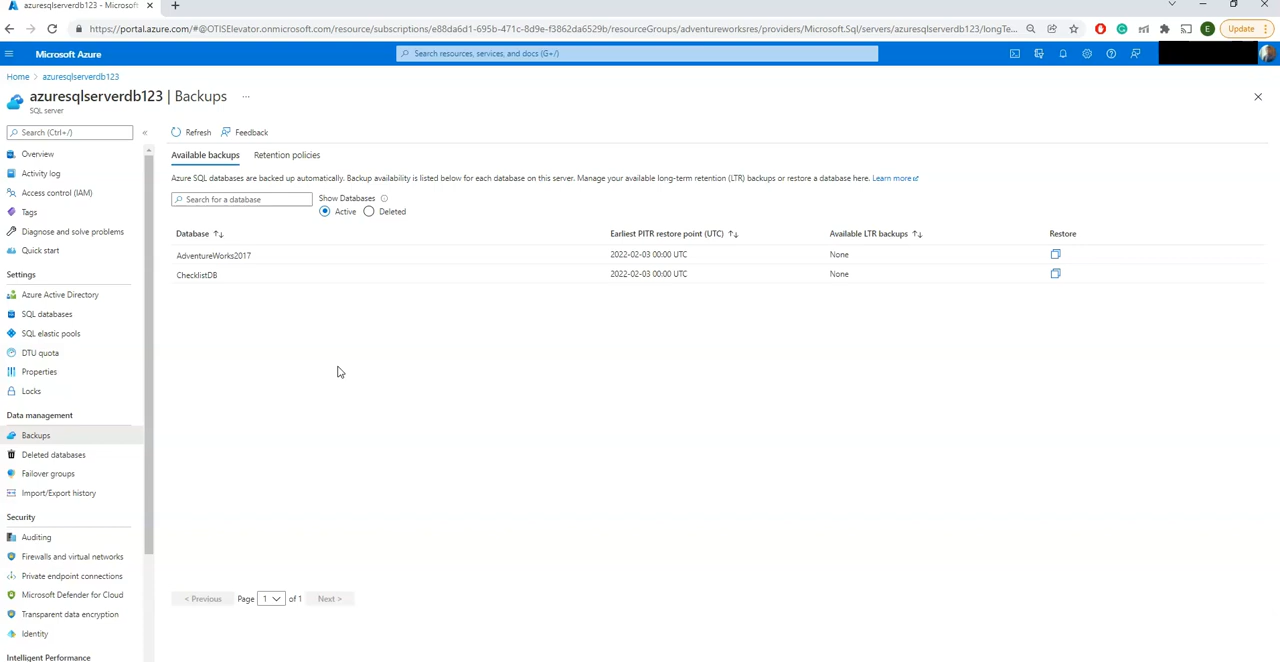 azuresqlserverdb123 - Microsoft
https://portal.azure.com/#@OTISElevator.onmicrosoft.com/resource/subscriptions/e88da6d1-695b-471c-8d9e-f3862da6529b/resourceGroups/adventureworksres/providers/Microsoft.Sql/servers/azuresqlserverdb123/longTe...
E
Update
Microsoft Azure
Search resources, services, and docs (G+/)
Home > azuresqlserverdb123
azuresqlserverdb123 | Backups ...
SQL server
Search (Ctrl+/)
«
Overview
Activity log
Access control (IAM)
Tags
Diagnose and solve problems
Quick start
Settings
Azure Active Directory
SQL databases
SQL elastic pools
DTU quota
Properties
Locks
Data management
Backups
Deleted databases
Failover groups
Import/Export history
Security
Auditing
Firewalls and virtual networks
Private endpoint connections
Microsoft Defender for Cloud
Transparent data encryption
Identity
Intelligent Performance
Refresh Feedback
Available backups Retention policies
Azure SQL databases are backed up automatically. Backup availability is listed below for each database on this server. Manage your available long-term retention (LTR) backups or restore a database here. Learn more
Search for a database
Show Databases
Active Deleted
Database Earliest PITR restore point (UTC) Available LTR backups Restore
AdventureWorks2017 2022-02-03 00:00 UTC None
ChecklistDB 2022-02-03 00:00 UTC None
< Previous Page 1 of 1 Next >